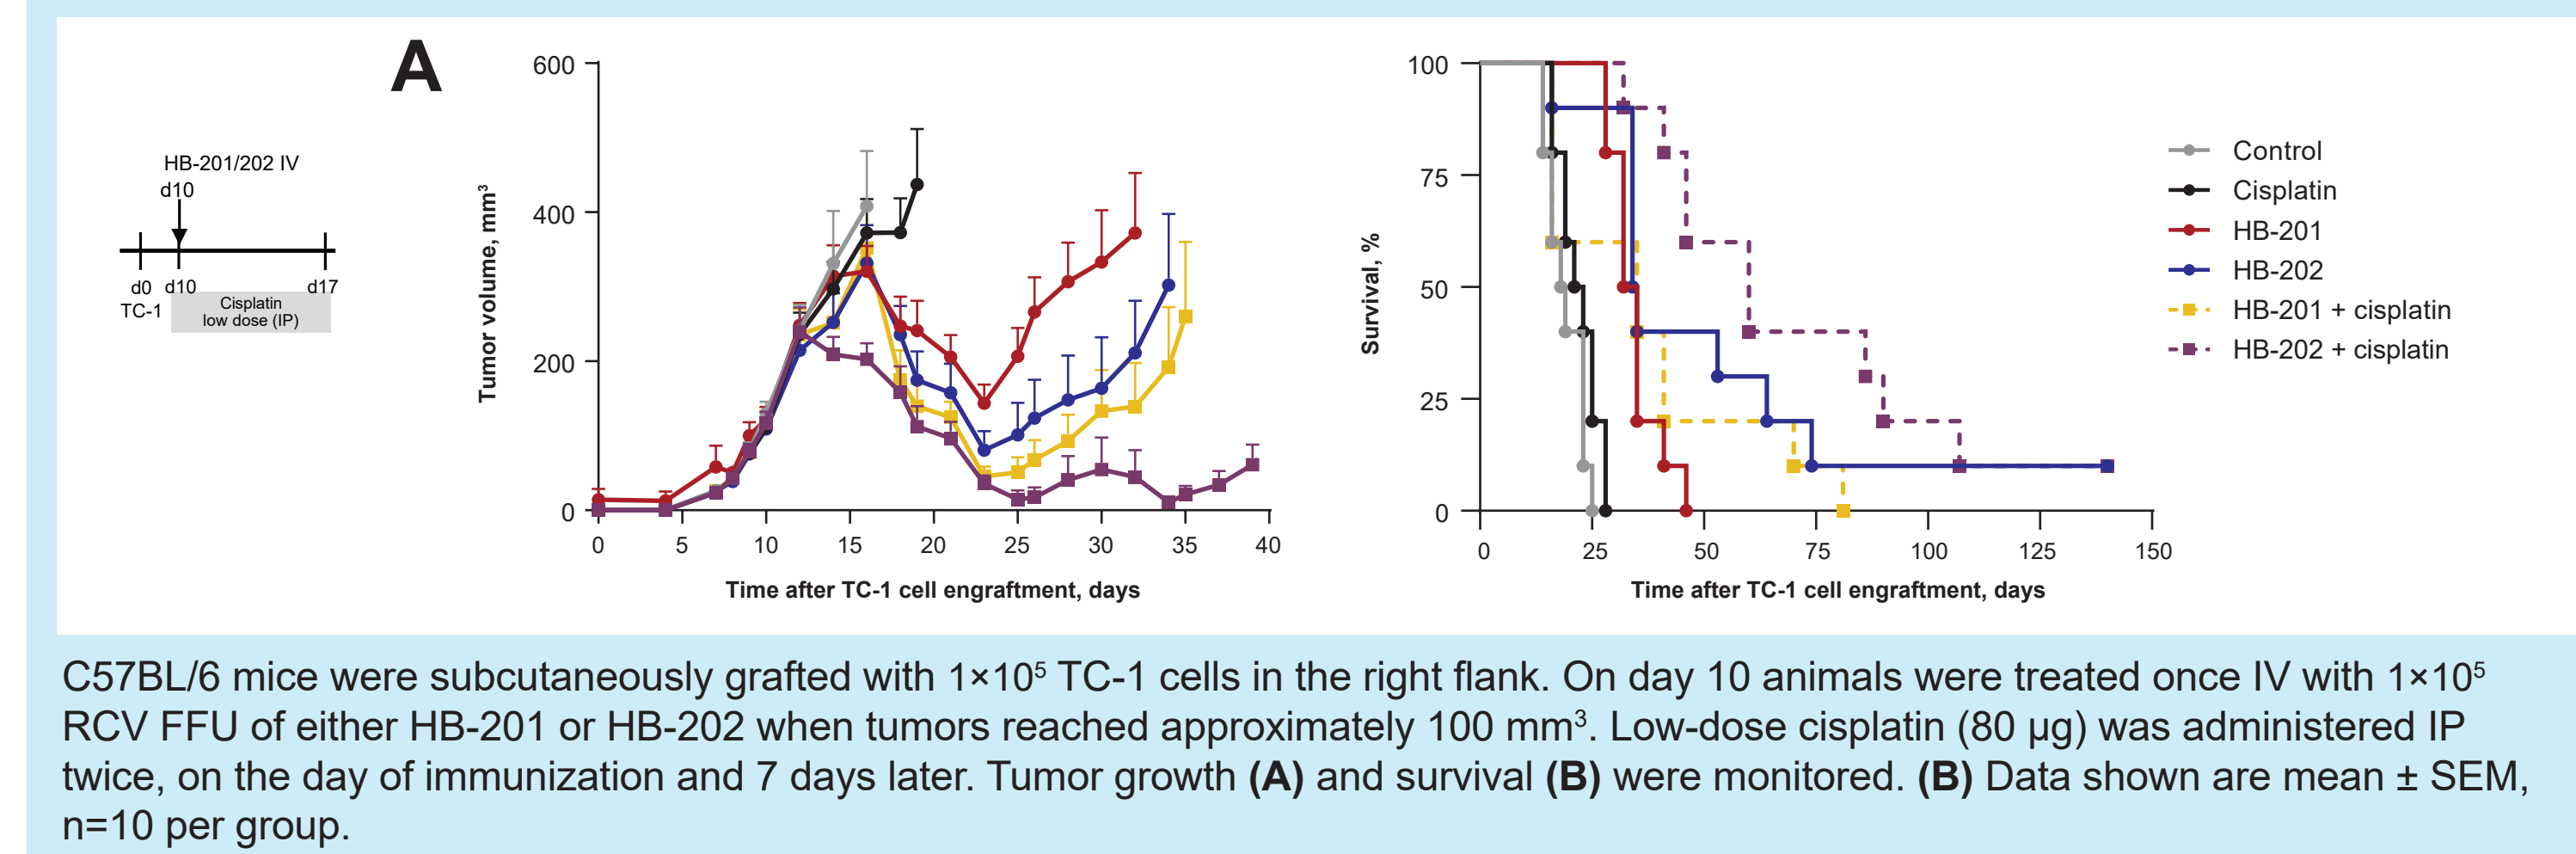 A
HB-201/202 IV
d10
d0
d10
d17
TC-1
Cisplatin
low dose (IP)
Tumor volume, mm³
600
400
200
0
0 5 10 15 20 25 30 35 40
Time after TC-1 cell engraftment, days
Survival, %
100
75
50
25
0
0 25 50 75 100 125 150
Time after TC-1 cell engraftment, days
Control
Cisplatin
HB-201
HB-202
HB-201 + cisplatin
HB-202 + cisplatin
C57BL/6 mice were subcutaneously grafted with 1×10⁵ TC-1 cells in the right flank. On day 10 animals were treated once IV with 1×10⁵
RCV FFU of either HB-201 or HB-202 when tumors reached approximately 100 mm³. Low-dose cisplatin (80 μg) was administered IP
twice, on the day of immunization and 7 days later. Tumor growth (A) and survival (B) were monitored. (B) Data shown are mean ± SEM,
n=10 per group.